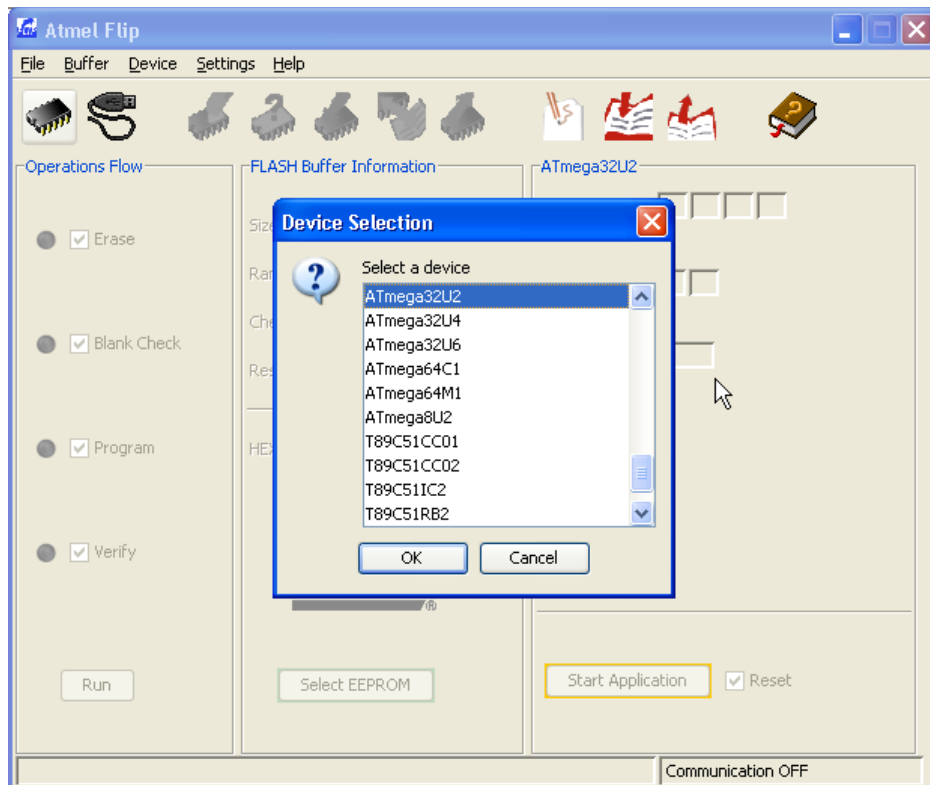 Atmel Flip
File Buffer Device Settings Help
Operations Flow
FLASH Buffer Information
ATmega32U2
Erase
Blank Check
Program
Verify
Run
Device Selection
Select a device
ATmega32U2
ATmega32U4
ATmega32U6
ATmega64C1
ATmega64M1
ATmega8U2
T89C51CC01
T89C51CC02
T89C51IC2
T89C51RB2
OK Cancel
®
Select EEPROM
Start Application
Reset
Communication OFF